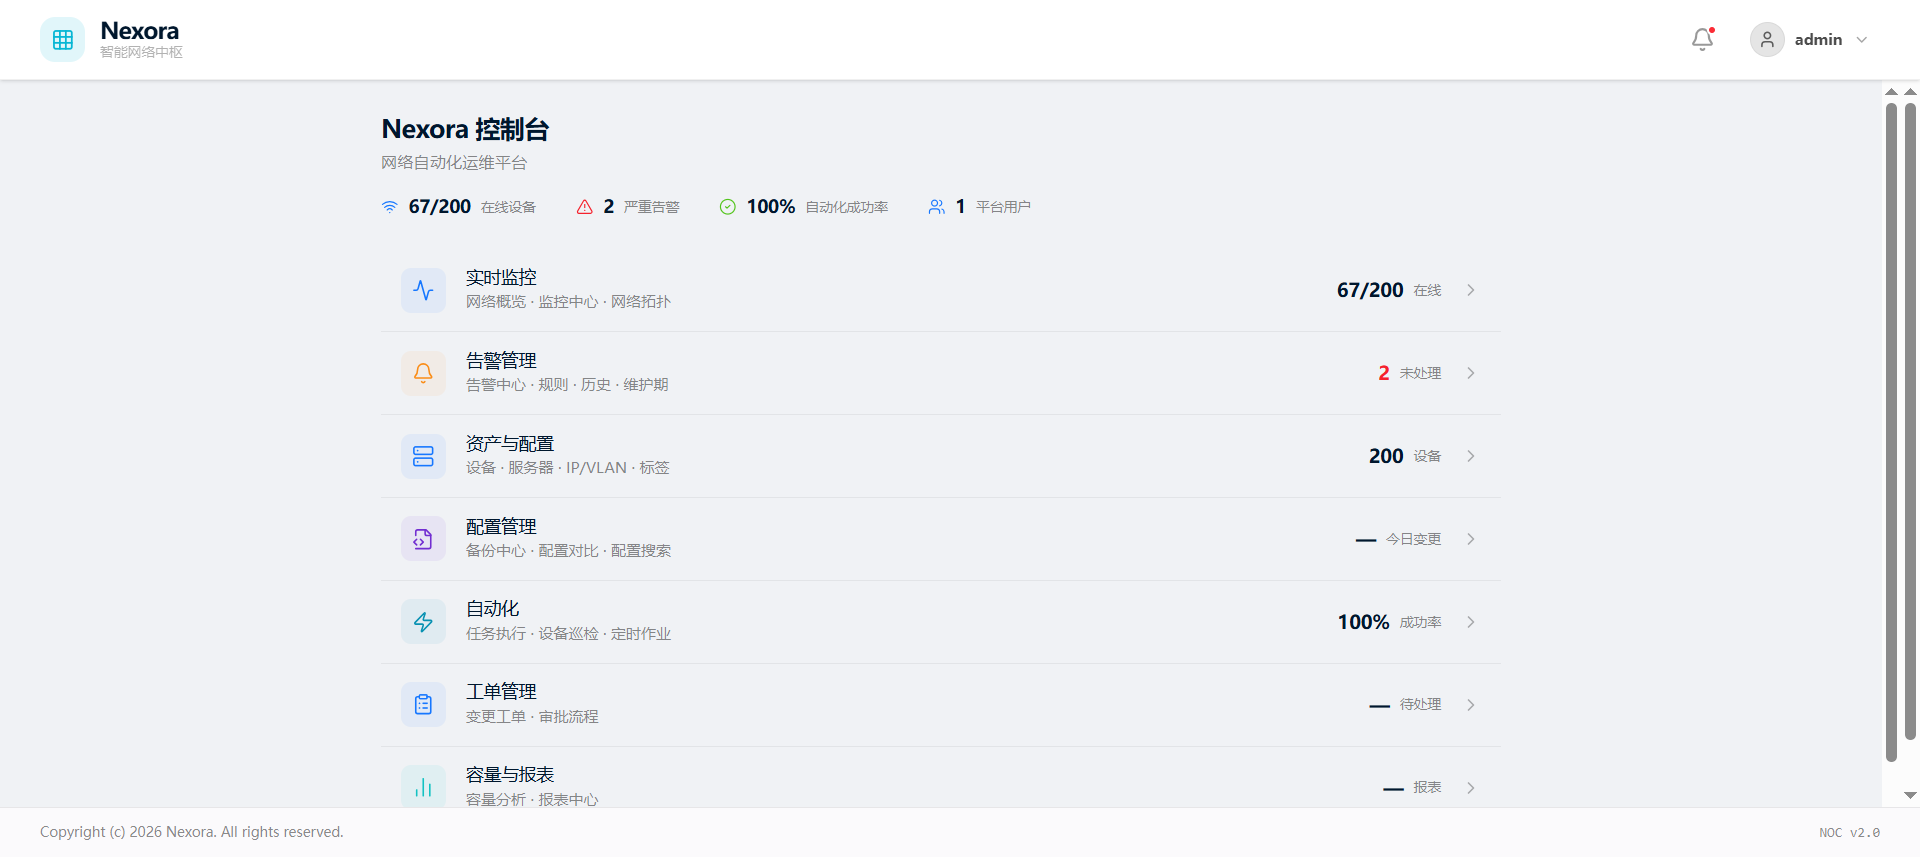 Nexora
智能网络中枢
admin
Nexora 控制台
网络自动化运维平台
67/200 在线设备 2 严重告警 100% 自动化成功率 1 平台用户
实时监控
网络概览 · 监控中心 · 网络拓扑
67/200 在线
告警管理
告警中心 · 规则 · 历史 · 维护期
2 未处理
资产与配置
设备 · 服务器 · IP/VLAN · 标签
200 设备
配置管理
备份中心 · 配置对比 · 配置搜索
— 今日变更
自动化
任务执行 · 设备巡检 · 定时作业
100% 成功率
工单管理
变更工单 · 审批流程
— 待处理
容量与报表
容量分析 · 报表中心
— 报表
Copyright (c) 2026 Nexora. All rights reserved.
NOC v2.0